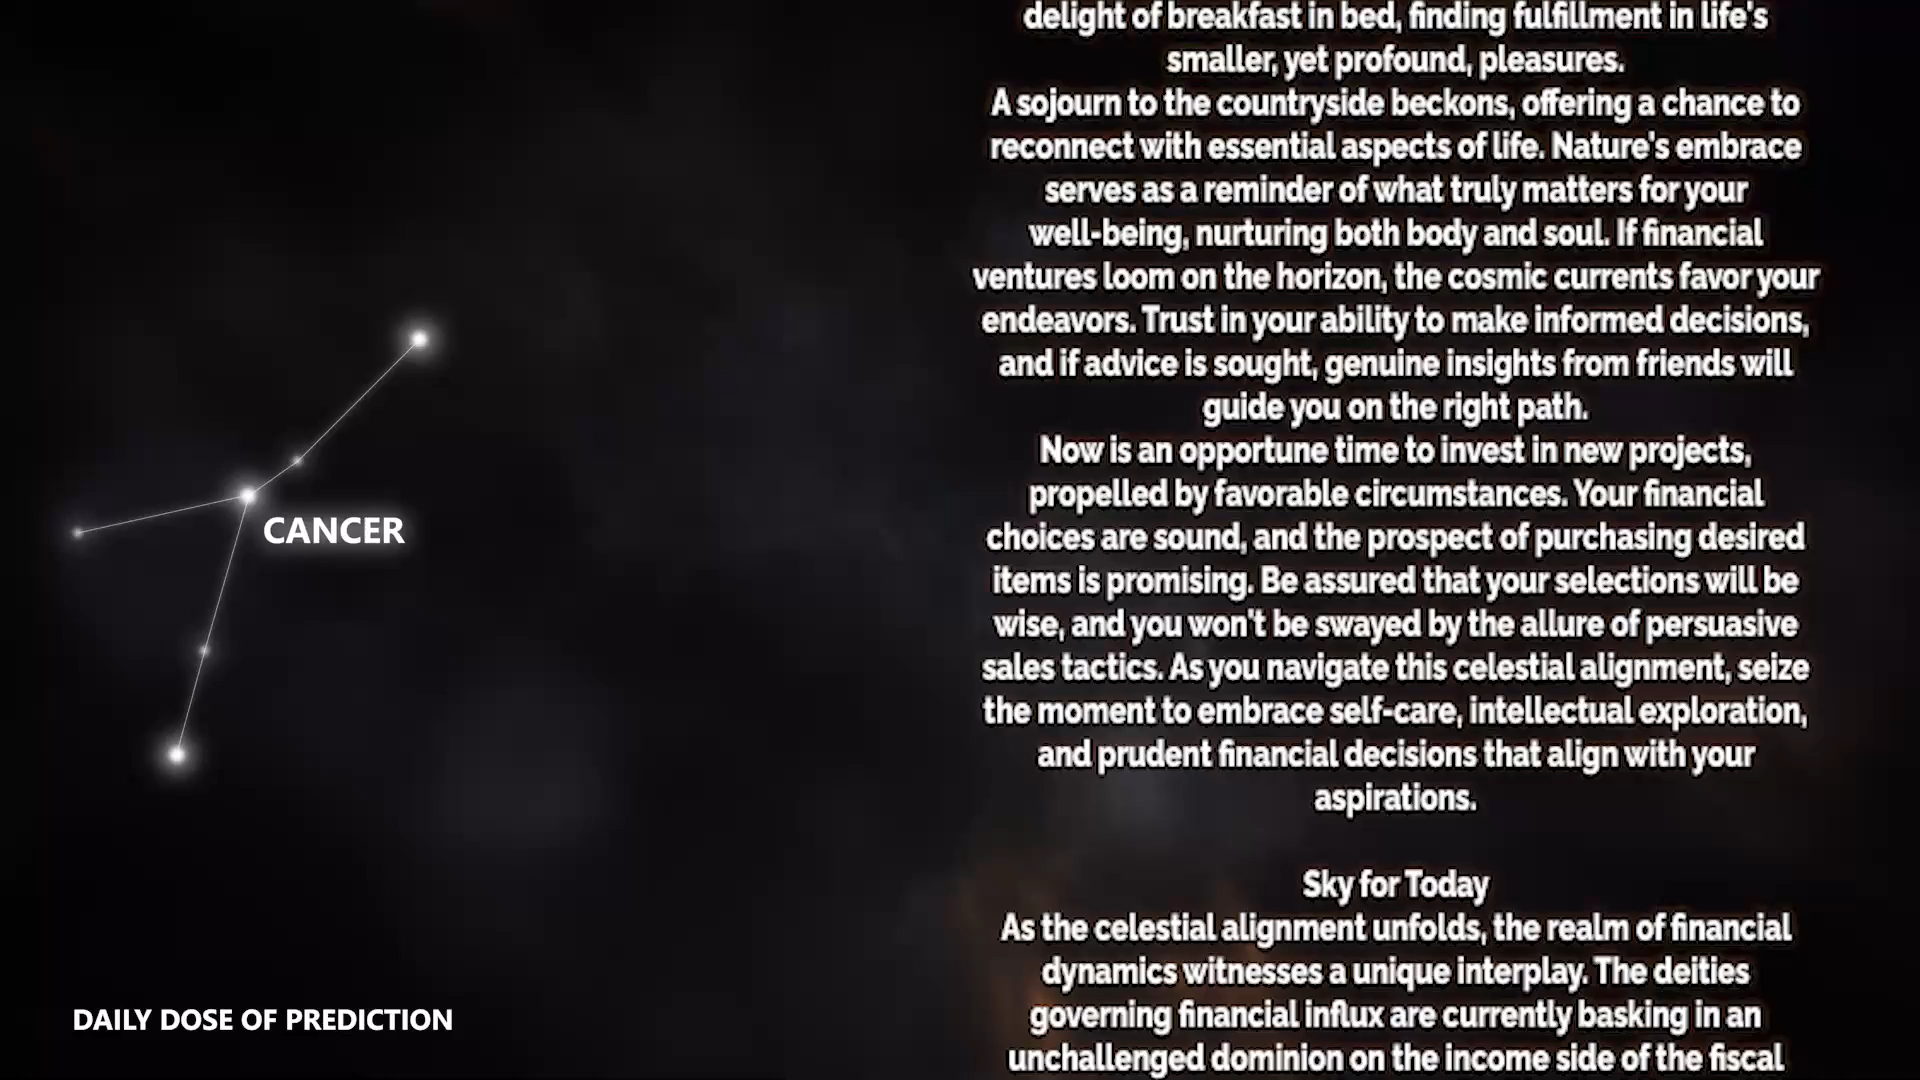 delight of breakfast in bed, finding fulfillment in life's
smaller, yet profound, pleasures.
A sojourn to the countryside beckons, offering a chance to
reconnect with essential aspects of life. Nature's embrace
serves as a reminder of what truly matters for your
well-being, nurturing both body and soul. If financial
ventures loom on the horizon, the cosmic currents favor your
endeavors. Trust in your ability to make informed decisions,
and if advice is sought, genuine insights from friends will
guide you on the right path.
Now is an opportune time to invest in new projects,
propelled by favorable circumstances. Your financial
choices are sound, and the prospect of purchasing desired
items is promising. Be assured that your selections will be
wise, and you won't be swayed by the allure of persuasive
sales tactics. As you navigate this celestial alignment, seize
the moment to embrace self-care, intellectual exploration,
and prudent financial decisions that align with your
aspirations.
Sky for Today
As the celestial alignment unfolds, the realm of financial
dynamics witnesses a unique interplay. The deities
governing financial influx are currently basking in an
unchallenged dominion on the income side of the fiscal
CANCER
DAILY DOSE OF PREDICTION